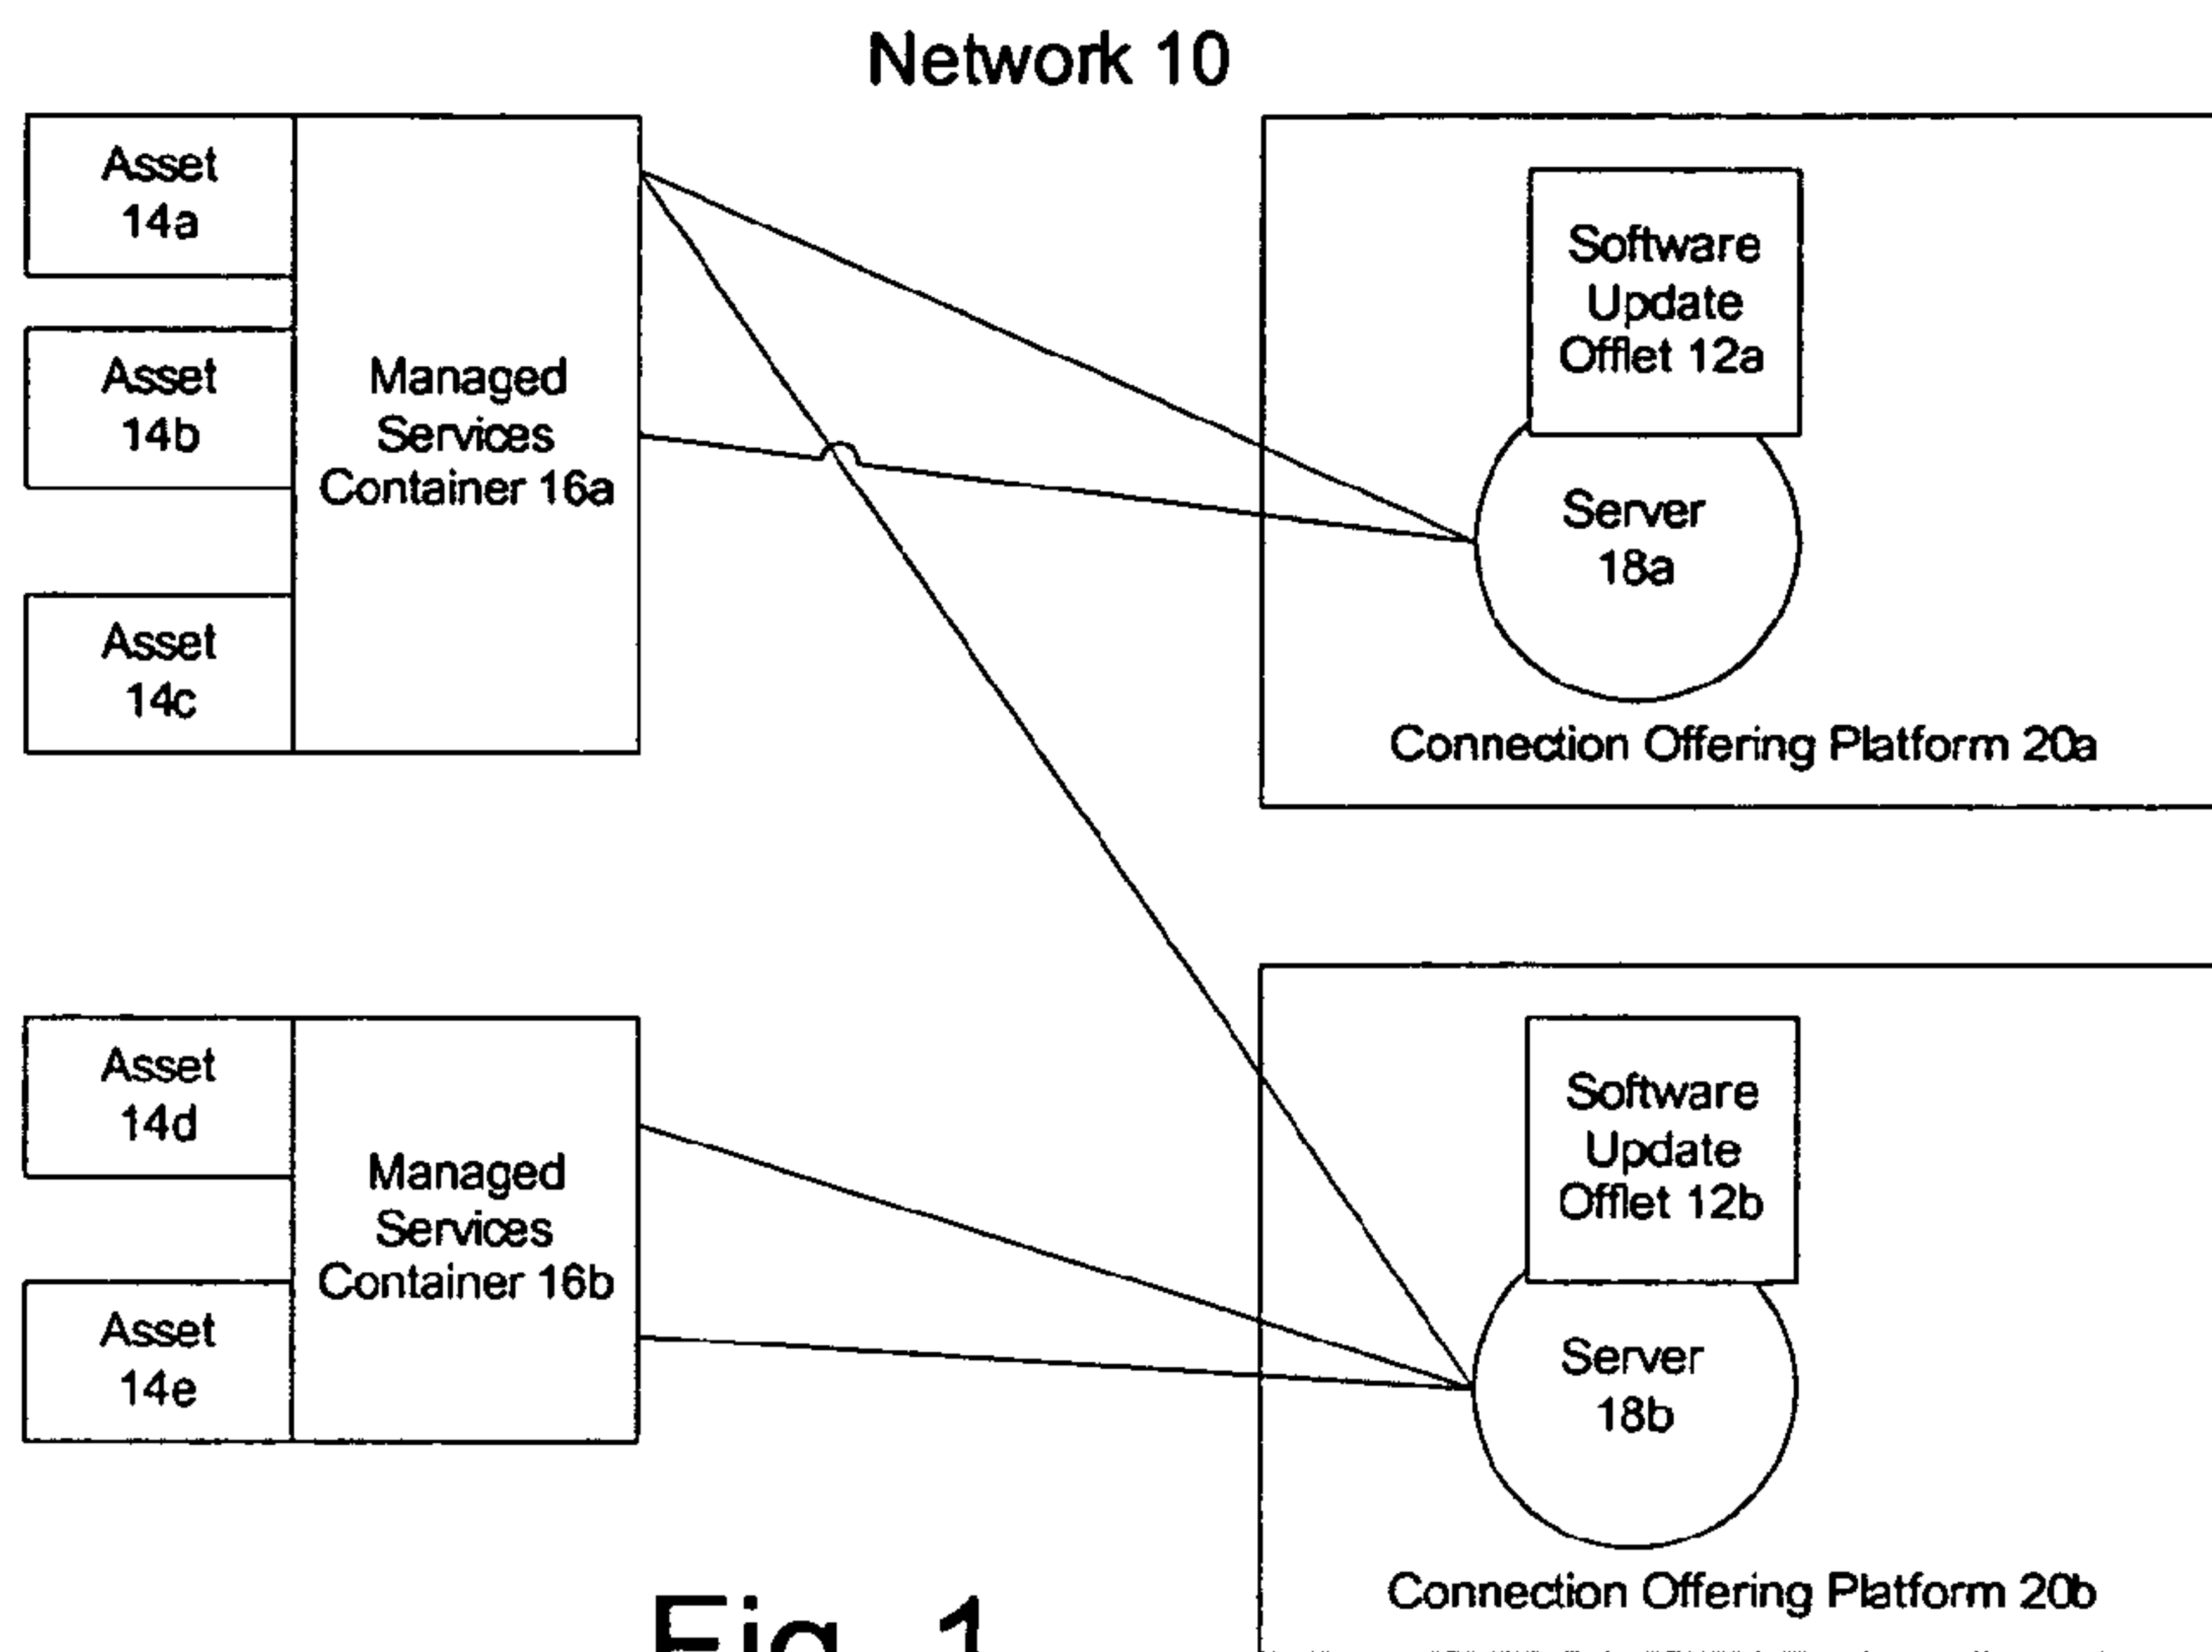 Network 10
Asset
14a
Asset
14b
Asset
14c
Managed
Services
Container 16a
Software
Update
Offlet 12a
Server
18a
Connection Offering Platform 20a
Asset
14d
Asset
14e
Managed
Services
Container 16b
Software
Update
Offlet 12b
Server
18b
Connection Offering Platform 20b
Fig. 1